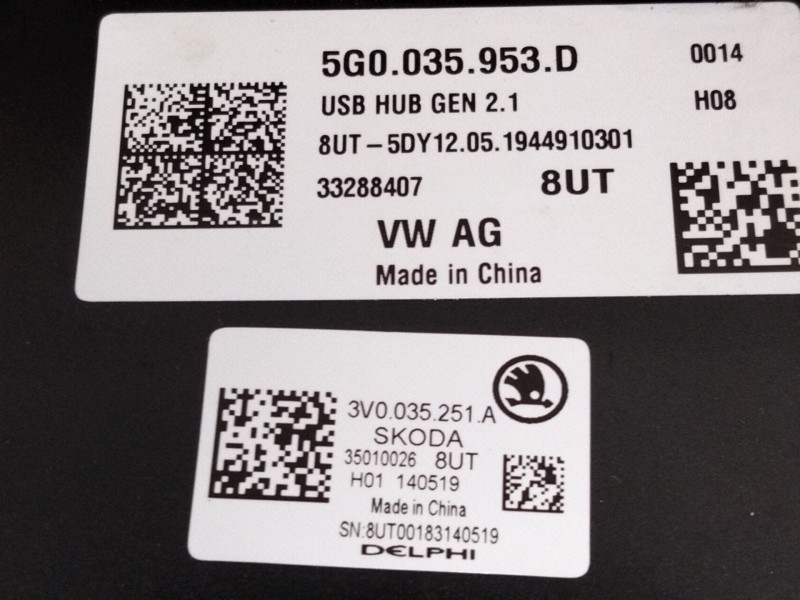 5G0.035.953.D 0014
USB HUB GEN 2.1 H08
8UT-5DY12.05.1944910301
33288407 8UT
VW AG
Made in China
3V0.035.251.A
SKODA
35010026 8UT
H01 140519
Made in China
SN:8UT00183140519
DELPHI